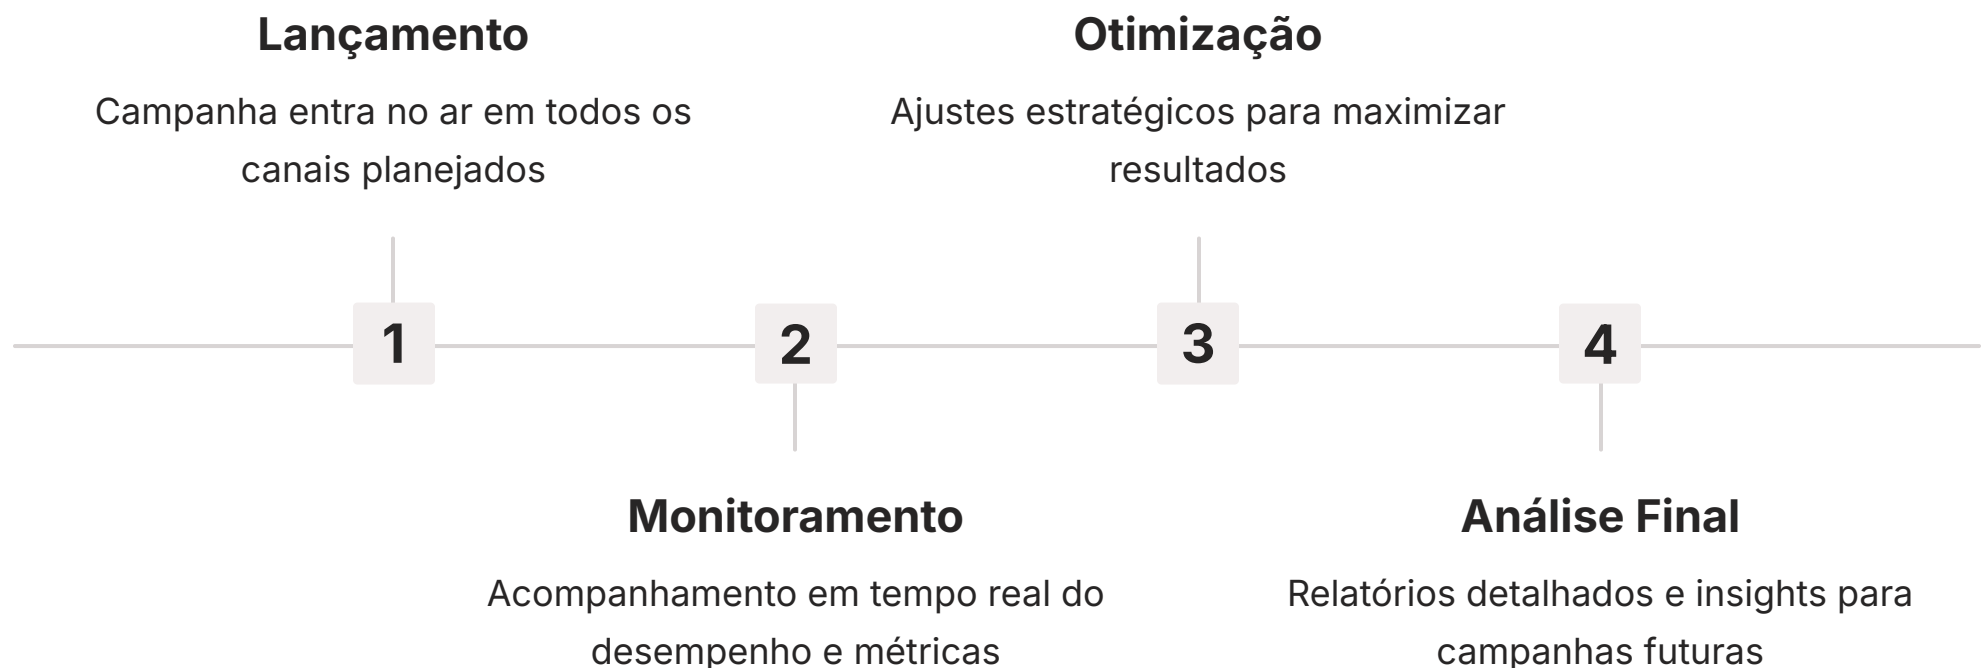 Lançamento
Campanha entra no ar em todos os
canais planejados
Otimização
Ajustes estratégicos para maximizar
resultados
1
2
3
4
Monitoramento
Acompanhamento em tempo real do
desempenho e métricas
Análise Final
Relatórios detalhados e insights para
campanhas futuras